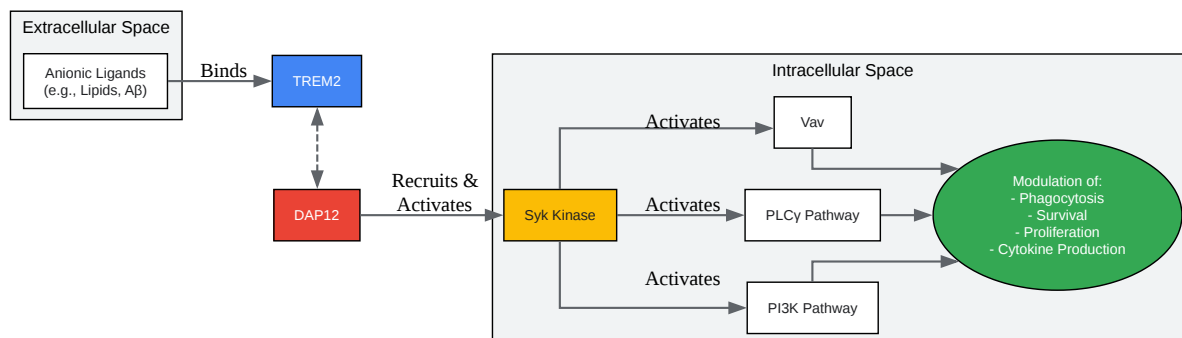 Extracellular Space
Anionic Ligands
(e.g., Lipids, Aβ)
Binds
TREM2
DAP12
Recruits &
Activates
Intracellular Space
Syk Kinase
Activates
Vav
Activates
PLCγ Pathway
Activates
PI3K Pathway
Modulation of:
- Phagocytosis
- Survival
- Proliferation
- Cytokine Production